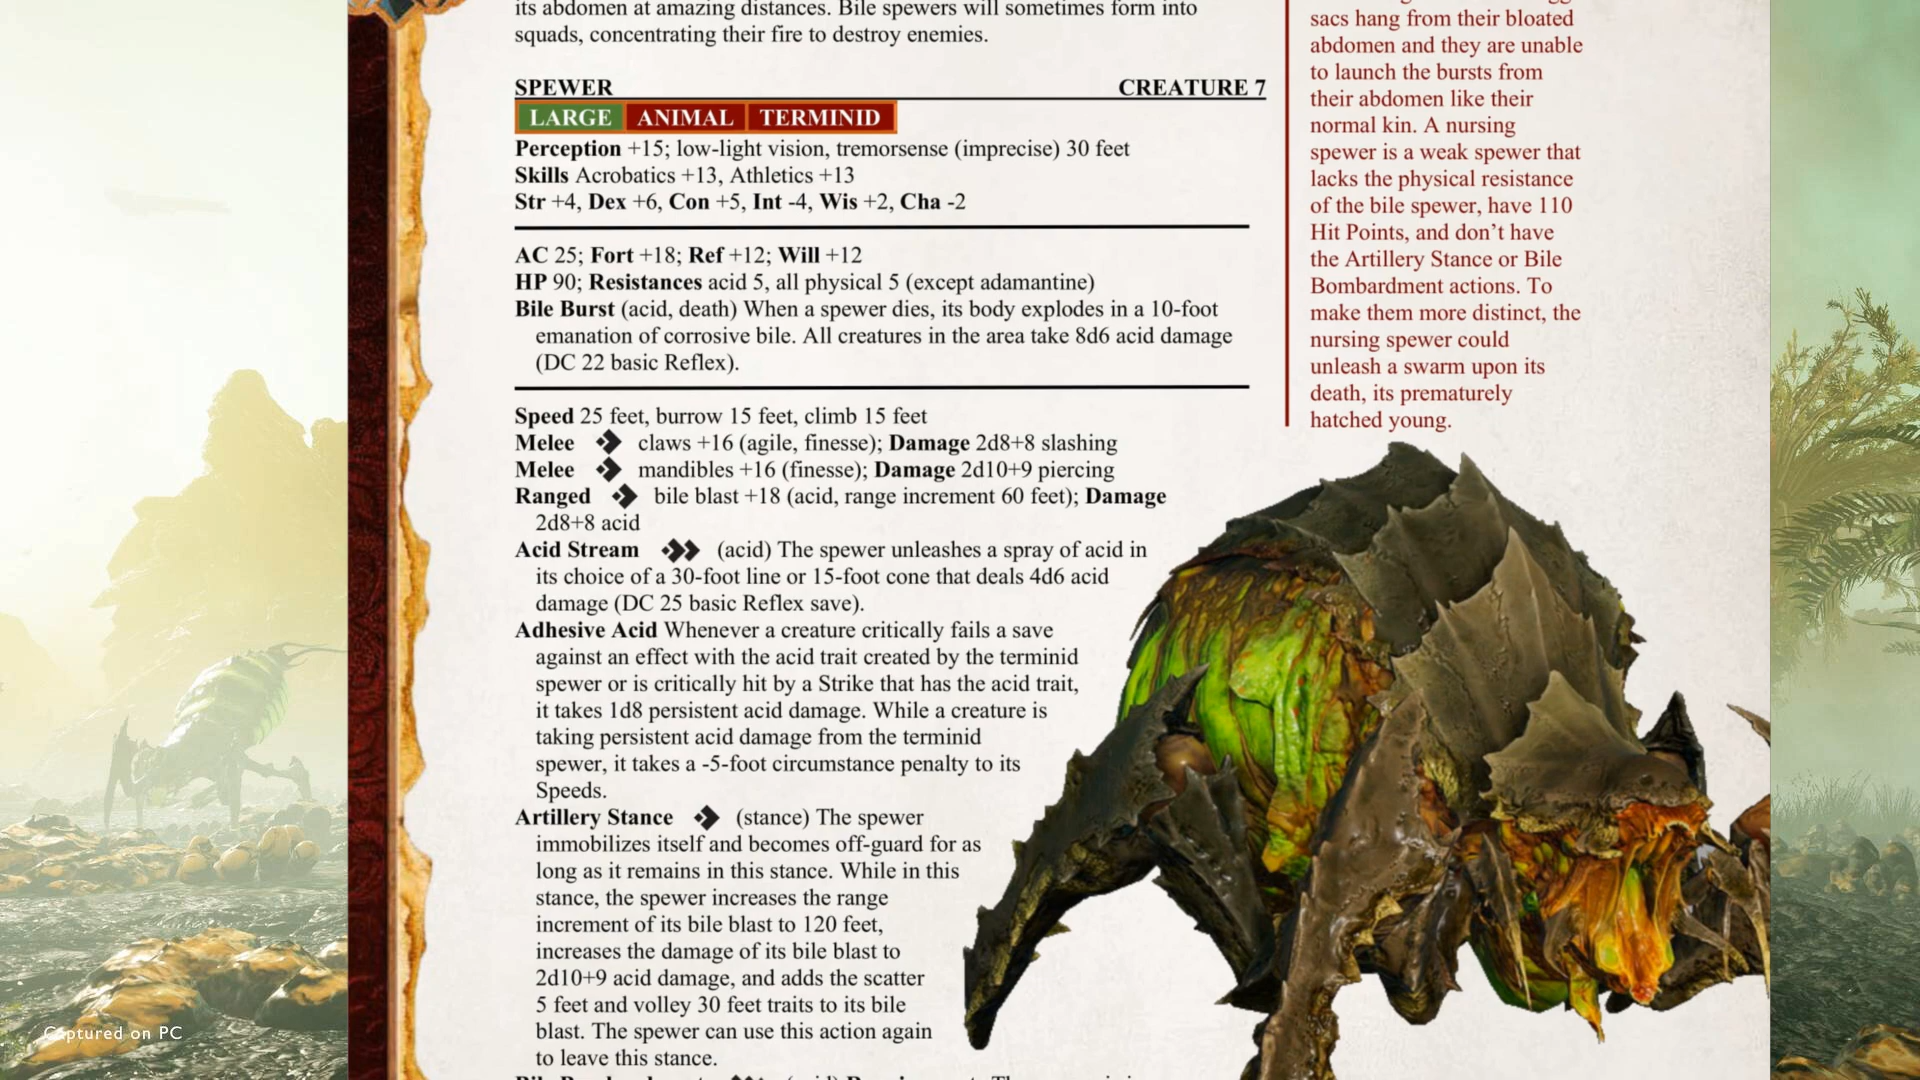 its abdomen at amazing distances. Bile spewers will sometimes form into
squads, concentrating their fire to destroy enemies.
SPEWER CREATURE 7
LARGE ANIMAL TERMINID
Perception +15; low-light vision, tremorsense (imprecise) 30 feet
Skills Acrobatics +13, Athletics +13
Str +4, Dex +6, Con +5, Int -4, Wis +2, Cha -2
AC 25; Fort +18; Ref +12; Will +12
HP 90; Resistances acid 5, all physical 5 (except adamantine)
Bile Burst (acid, death) When a spewer dies, its body explodes in a 10-foot
emanation of corrosive bile. All creatures in the area take 8d6 acid damage
(DC 22 basic Reflex).
Speed 25 feet, burrow 15 feet, climb 15 feet
Melee claws +16 (agile, finesse); Damage 2d8+8 slashing
Melee mandibles +16 (finesse); Damage 2d10+9 piercing
Ranged bile blast +18 (acid, range increment 60 feet); Damage
2d8+8 acid
Acid Stream (acid) The spewer unleashes a spray of acid in
its choice of a 30-foot line or 15-foot cone that deals 4d6 acid
damage (DC 25 basic Reflex save).
Adhesive Acid Whenever a creature critically fails a save
against an effect with the acid trait created by the terminid
spewer or is critically hit by a Strike that has the acid trait,
it takes 1d8 persistent acid damage. While a creature is
taking persistent acid damage from the terminid
spewer, it takes a -5-foot circumstance penalty to its
Speeds.
Artillery Stance (stance) The spewer
immobilizes itself and becomes off-guard for as
long as it remains in this stance. While in this
stance, the spewer increases the range
increment of its bile blast to 120 feet,
increases the damage of its bile blast to
2d10+9 acid damage, and adds the scatter
5 feet and volley 30 feet traits to its bile
blast. The spewer can use this action again
to leave this stance.
sacs hang from their bloated
abdomen and they are unable
to launch the bursts from
their abdomen like their
normal kin. A nursing
spewer is a weak spewer that
lacks the physical resistance
of the bile spewer, have 110
Hit Points, and don't have
the Artillery Stance or Bile
Bombardment actions. To
make them more distinct, the
nursing spewer could
unleash a swarm upon its
death, its prematurely
hatched young.
Captured on PC